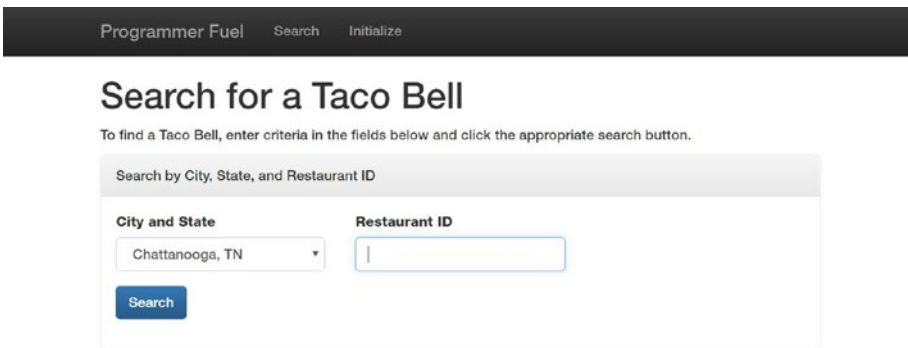 Programmer Fuel Search Initialize
Search for a Taco Bell
To find a Taco Bell, enter criteria in the fields below and click the appropriate search button.
Search by City, State, and Restaurant ID
City and State Restaurant ID
Chattanooga, TN
Search